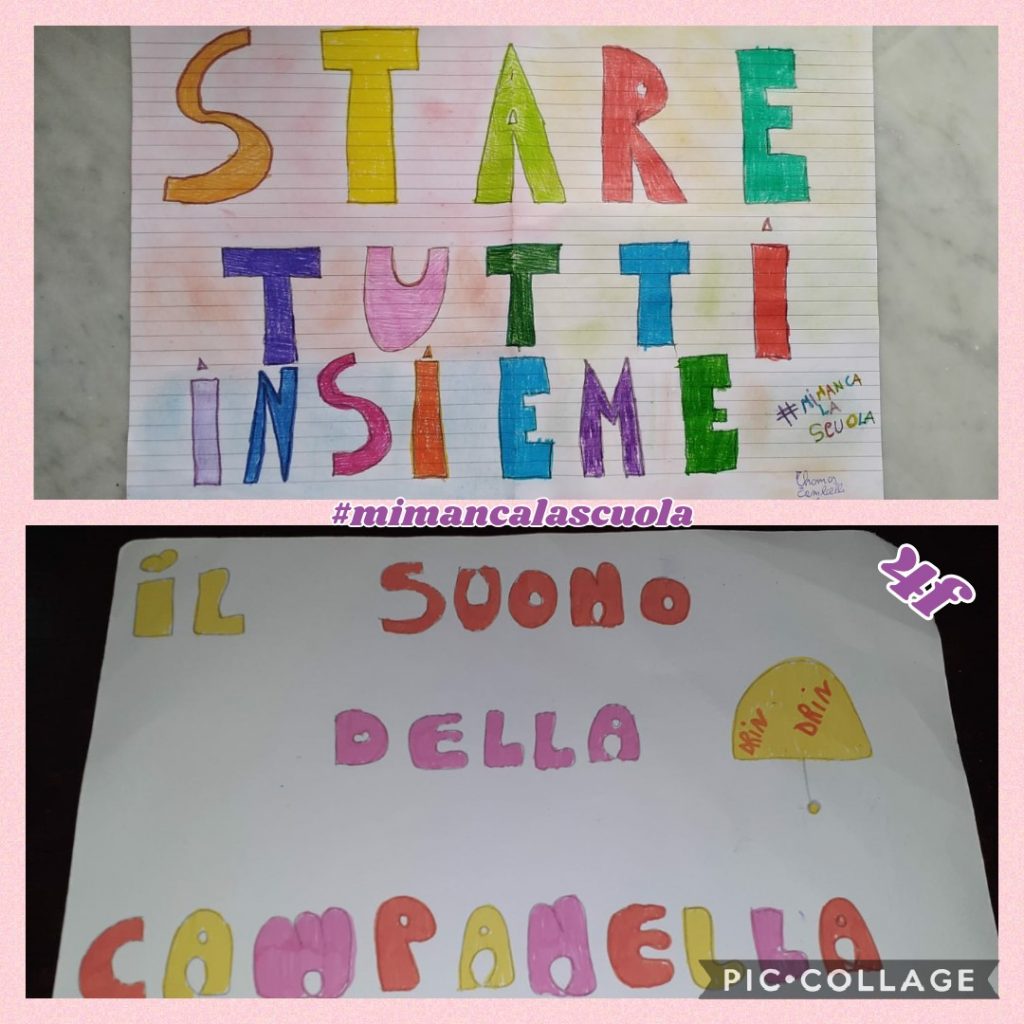 STARE
TUTTI
INSIEME
#MIMANCA
LA
SCUOLA
#mimancalascuola
4f
IL SUONO
DELLA
DRIN DRIN
CAMPANELLA
PIC•COLLAGE